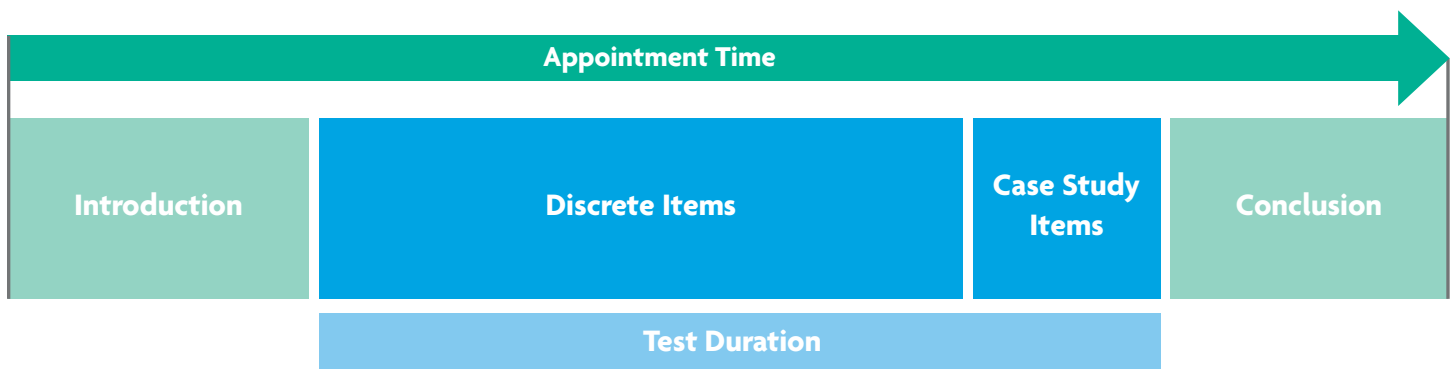 Appointment Time
Introduction
Discrete Items
Case Study
Items
Conclusion
Test Duration